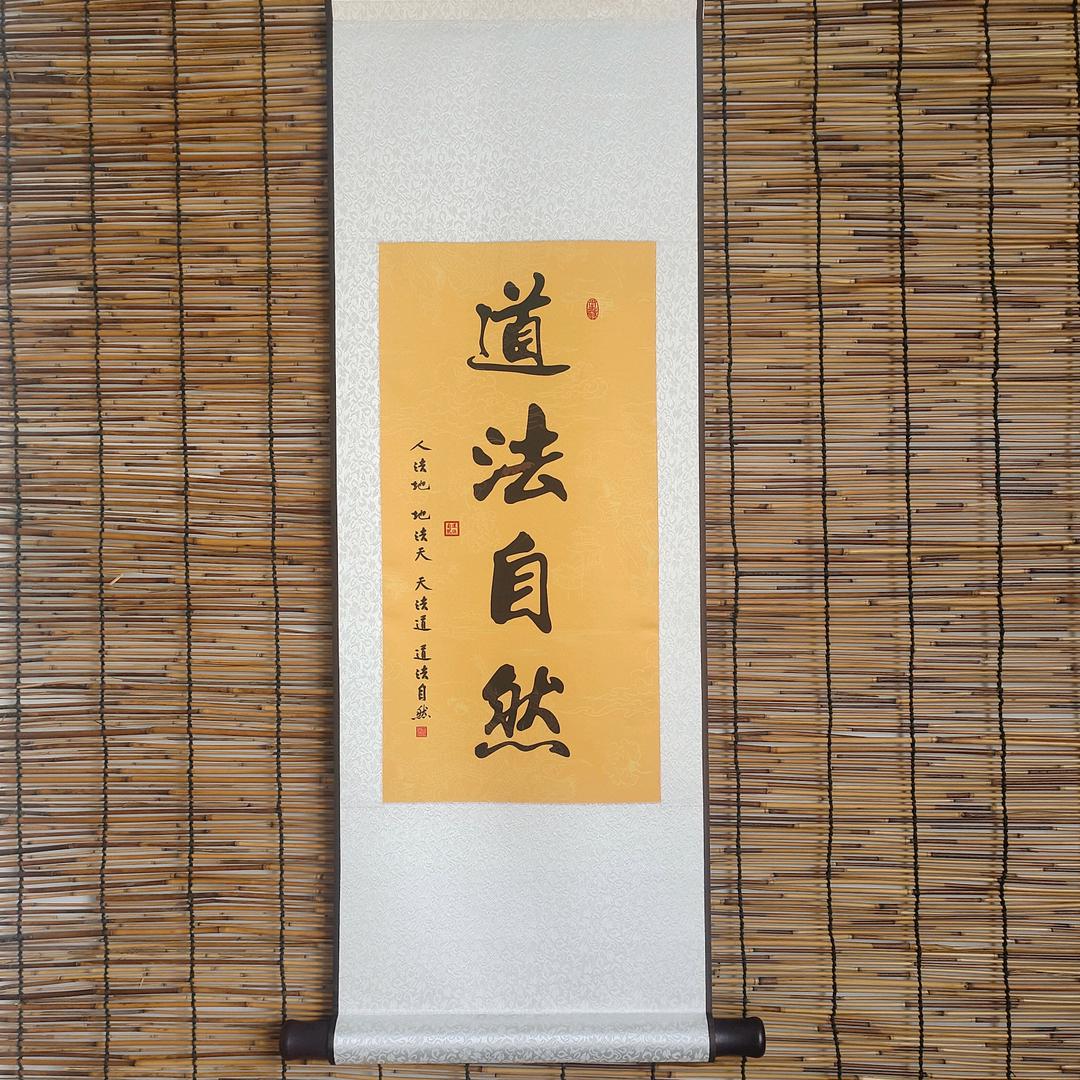 道法自然
人法地 地法天 天法道 道法自然